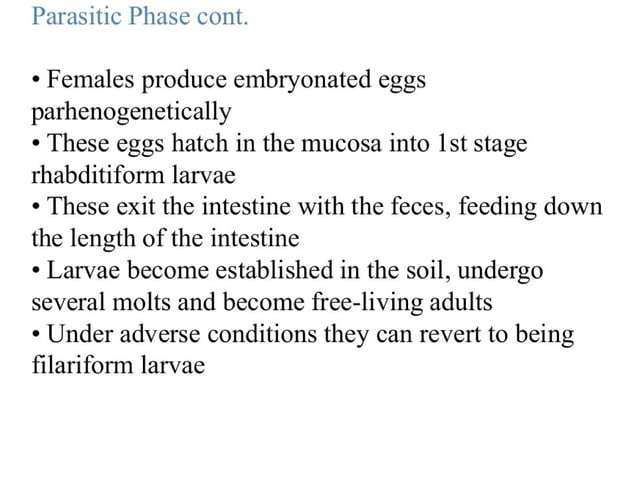 Parasitic Phase cont.
• Females produce embryonated eggs
parhenogenetically
• These eggs hatch in the mucosa into 1st stage
rhabditiform larvae
• These exit the intestine with the feces, feeding down
the length of the intestine
• Larvae become established in the soil, undergo
several molts and become free-living adults
• Under adverse conditions they can revert to being
filariform larvae